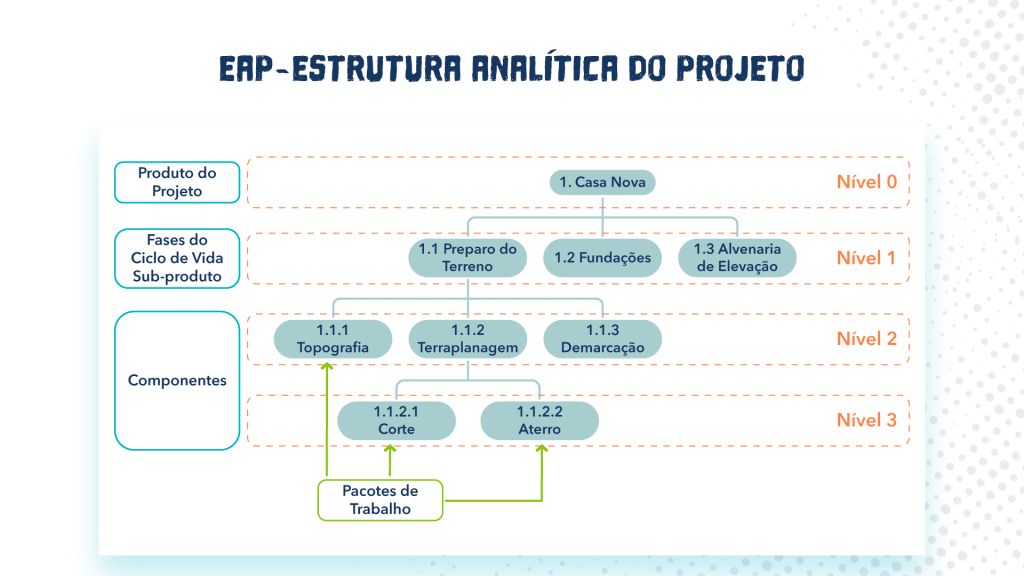 EAP-ESTRUTURA ANALÍTICA DO PROJETO
Produto do
Projeto
1. Casa Nova
Nível 0
Fases do
Ciclo de Vida
Sub-produto
1.1 Preparo do
Terreno
1.2 Fundações
1.3 Alvenaria
de Elevação
Nível 1
Componentes
1.1.1
Topografia
1.1.2
Terraplanagem
1.1.3
Demarcação
Nível 2
1.1.2.1
Corte
1.1.2.2
Aterro
Nível 3
Pacotes de
Trabalho